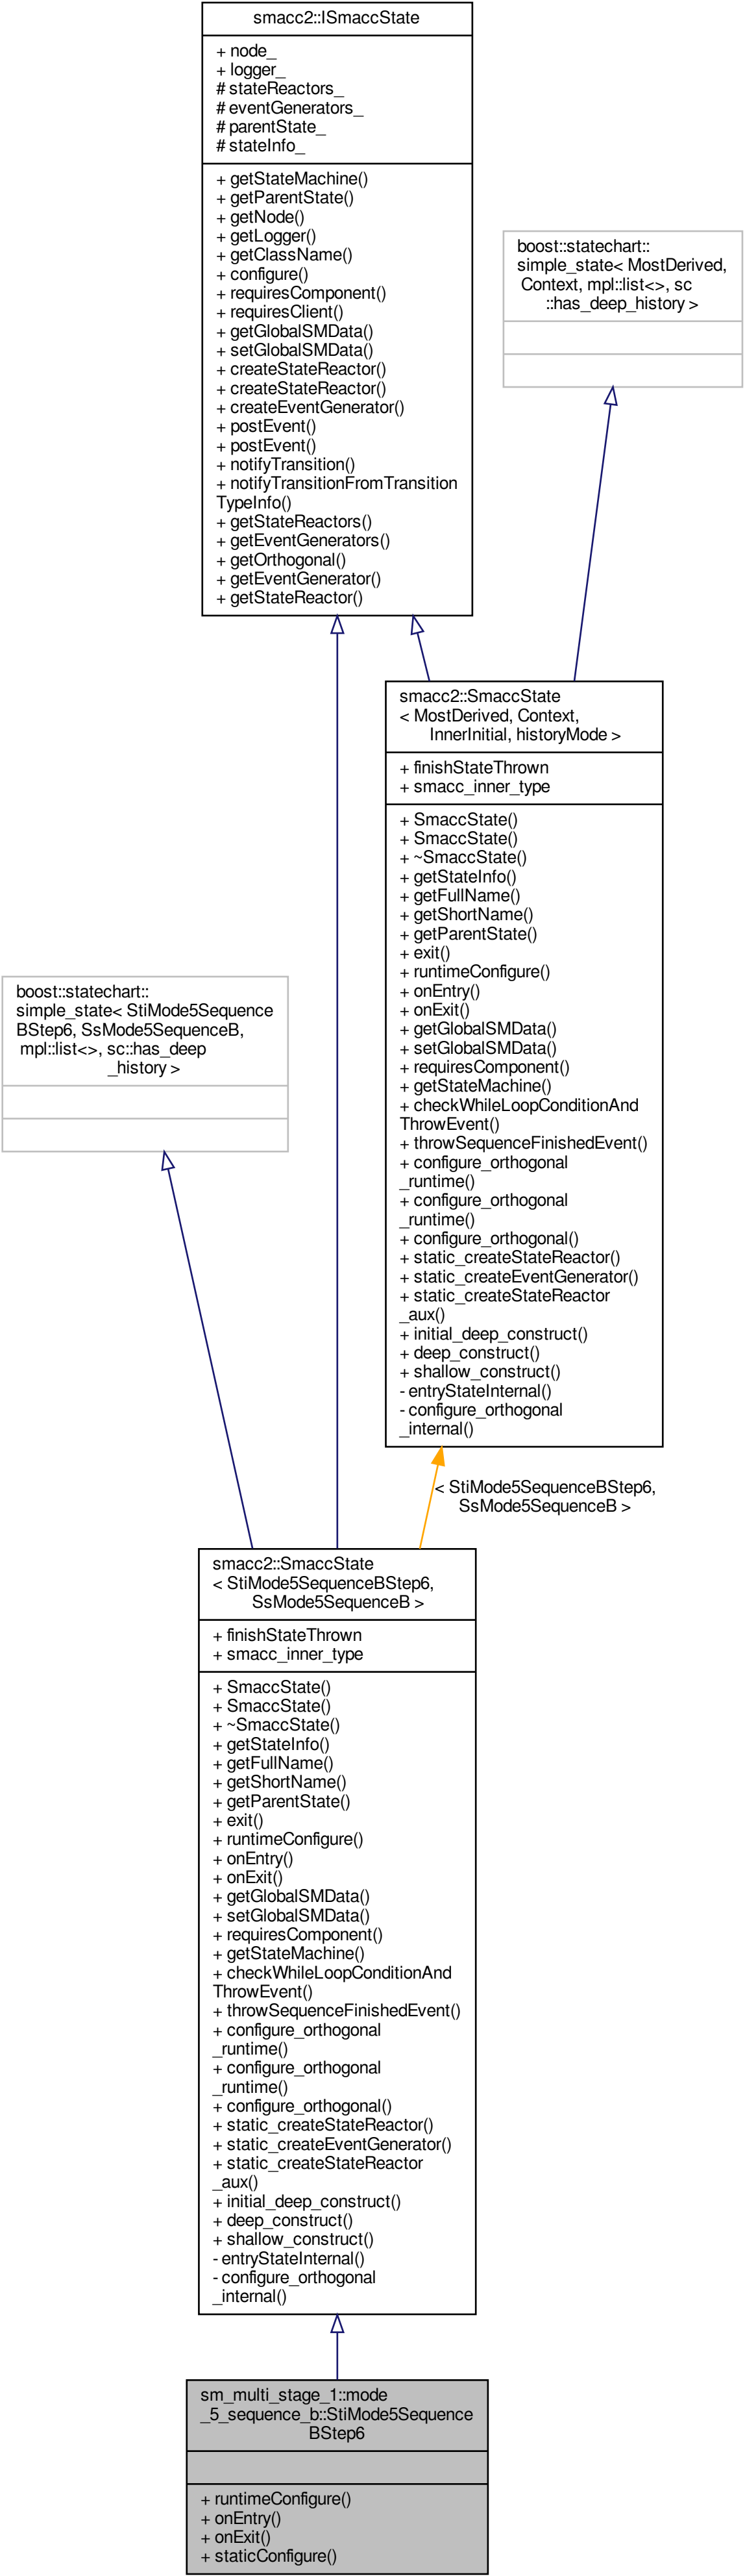 smacc2::ISmaccState
+ node_
+ logger_
# stateReactors_
# eventGenerators_
# parentState_
# stateInfo_
+ getStateMachine()
+ getParentState()
+ getNode()
+ getLogger()
+ getClassName()
+ configure()
+ requiresComponent()
+ requiresClient()
+ getGlobalSMData()
+ setGlobalSMData()
+ createStateReactor()
+ createStateReactor()
+ createEventGenerator()
+ postEvent()
+ postEvent()
+ notifyTransition()
+ notifyTransitionFromTransition
TypeInfo()
+ getStateReactors()
+ getEventGenerators()
+ getOrthogonal()
+ getEventGenerator()
+ getStateReactor()
boost::statechart::
simple_state< MostDerived,
Context, mpl::list<>, sc
::has_deep_history >
smacc2::SmaccState
< MostDerived, Context,
InnerInitial, historyMode >
+ finishStateThrown
+ smacc_inner_type
+ SmaccState()
+ SmaccState()
+ ~SmaccState()
+ getStateInfo()
+ getFullName()
+ getShortName()
+ getParentState()
+ exit()
+ runtimeConfigure()
+ onEntry()
+ onExit()
+ getGlobalSMData()
+ setGlobalSMData()
+ requiresComponent()
+ getStateMachine()
+ checkWhileLoopConditionAnd
ThrowEvent()
+ throwSequenceFinishedEvent()
+ configure_orthogonal
_runtime()
+ configure_orthogonal
_runtime()
+ configure_orthogonal()
+ static_createStateReactor()
+ static_createEventGenerator()
+ static_createStateReactor
_aux()
+ initial_deep_construct()
+ deep_construct()
+ shallow_construct()
- entryStateInternal()
- configure_orthogonal
_internal()
boost::statechart::
simple_state< StiMode5Sequence
BStep6, SsMode5SequenceB,
mpl::list<>, sc::has_deep
_history >
< StiMode5SequenceBStep6,
SsMode5SequenceB >
smacc2::SmaccState
< StiMode5SequenceBStep6,
SsMode5SequenceB >
+ finishStateThrown
+ smacc_inner_type
+ SmaccState()
+ SmaccState()
+ ~SmaccState()
+ getStateInfo()
+ getFullName()
+ getShortName()
+ getParentState()
+ exit()
+ runtimeConfigure()
+ onEntry()
+ onExit()
+ getGlobalSMData()
+ setGlobalSMData()
+ requiresComponent()
+ getStateMachine()
+ checkWhileLoopConditionAnd
ThrowEvent()
+ throwSequenceFinishedEvent()
+ configure_orthogonal
_runtime()
+ configure_orthogonal
_runtime()
+ configure_orthogonal()
+ static_createStateReactor()
+ static_createEventGenerator()
+ static_createStateReactor
_aux()
+ initial_deep_construct()
+ deep_construct()
+ shallow_construct()
- entryStateInternal()
- configure_orthogonal
_internal()
sm_multi_stage_1::mode
_5_sequence_b::StiMode5Sequence
BStep6
+ runtimeConfigure()
+ onEntry()
+ onExit()
+ staticConfigure()